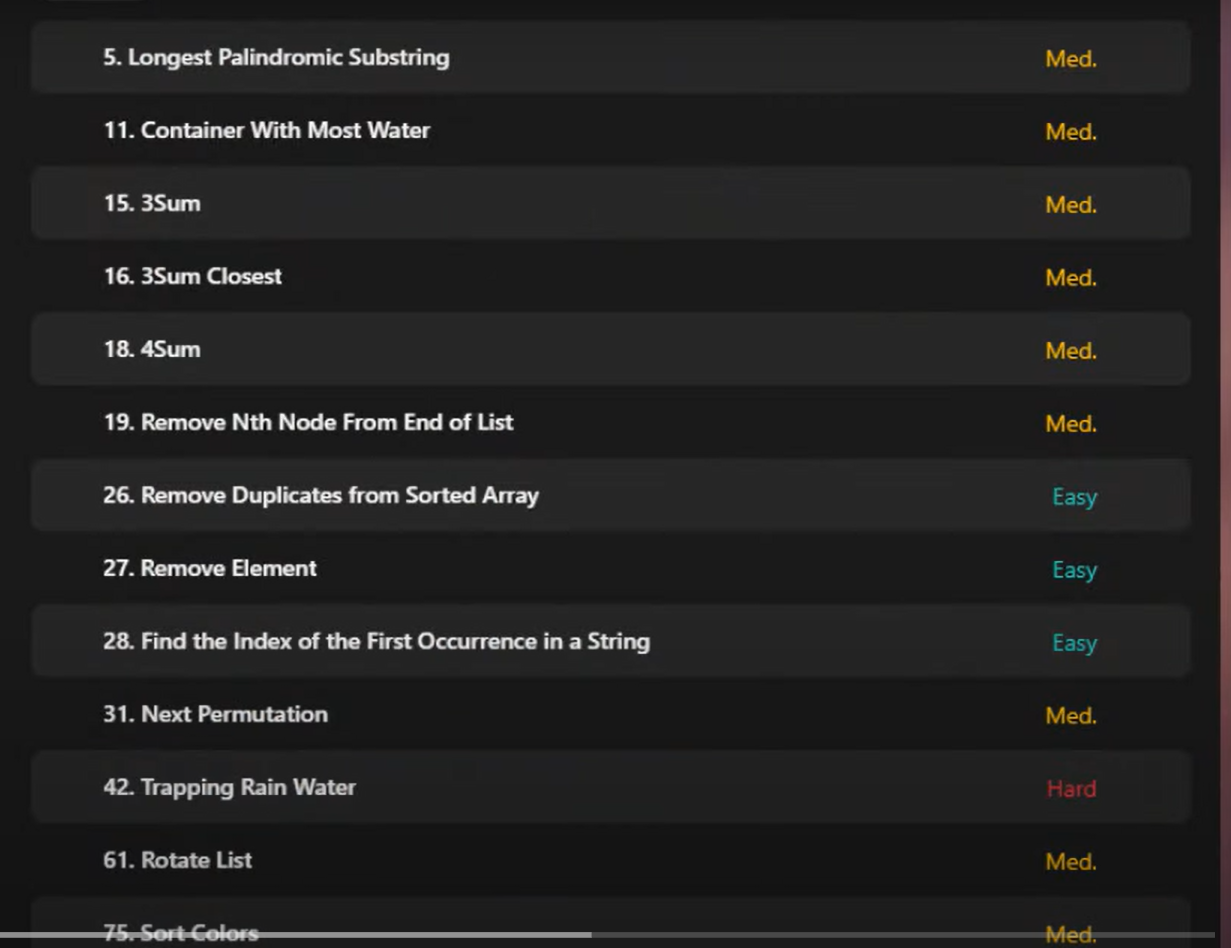 5. Longest Palindromic Substring Med.
11. Container With Most Water Med.
15. 3Sum Med.
16. 3Sum Closest Med.
18. 4Sum Med.
19. Remove Nth Node From End of List Med.
26. Remove Duplicates from Sorted Array Easy
27. Remove Element Easy
28. Find the Index of the First Occurrence in a String Easy
31. Next Permutation Med.
42. Trapping Rain Water Hard
61. Rotate List Med.
75. Sort Colors Med.